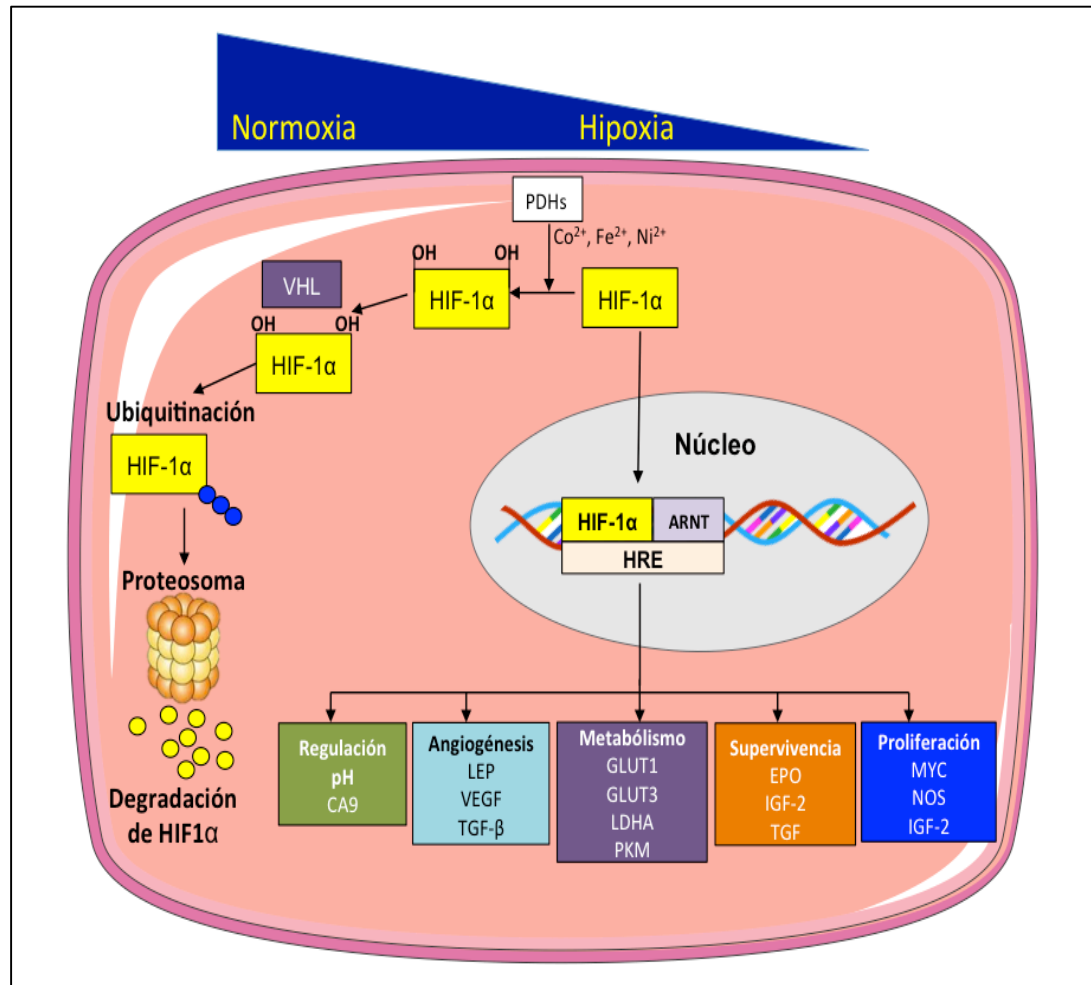 Normoxia
Hipoxia
PDHs
Co²⁺, Fe²⁺, Ni²⁺
OH OH
HIF-1α
HIF-1α
VHL
OH OH
HIF-1α
Ubiquitinación
HIF-1α
Proteosoma
Degradación
de HIF1α
Núcleo
HIF-1α
ARNT
HRE
Regulación
pH
CA9
Angiogénesis
LEP
VEGF
TGF-β
Metabólismo
GLUT1
GLUT3
LDHA
PKM
Supervivencia
EPO
IGF-2
TGF
Proliferación
MYC
NOS
IGF-2